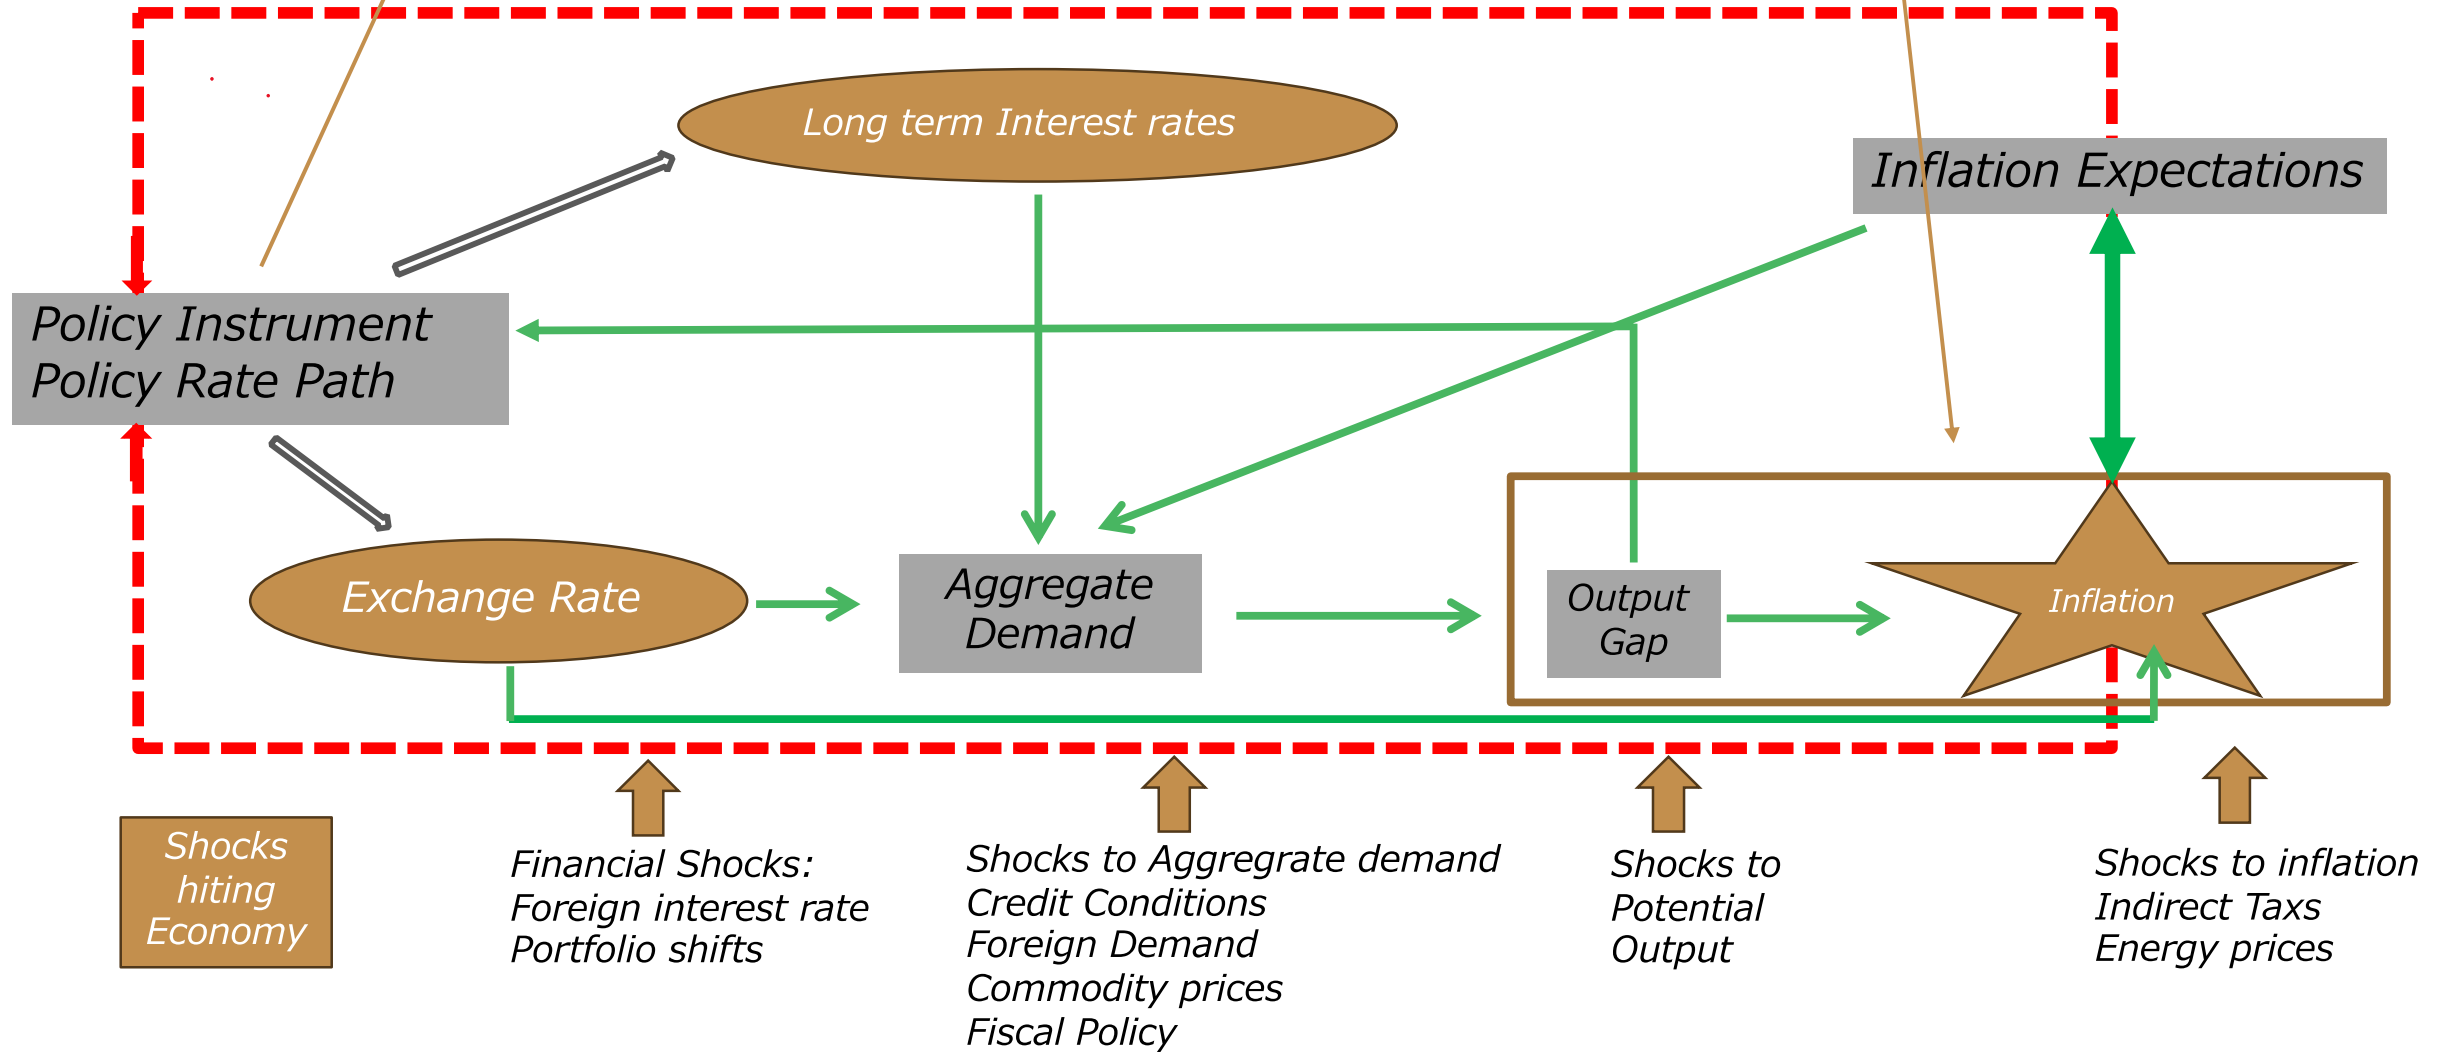 Long term Interest rates
Inflation Expectations
Policy Instrument
Policy Rate Path
Exchange Rate
Aggregate
Demand
Output
Gap
Inflation
Shocks
hiting
Economy
Financial Shocks:
Foreign interest rate
Portfolio shifts
Shocks to Aggregrate demand
Credit Conditions
Foreign Demand
Commodity prices
Fiscal Policy
Shocks to
Potential
Output
Shocks to inflation
Indirect Taxs
Energy prices